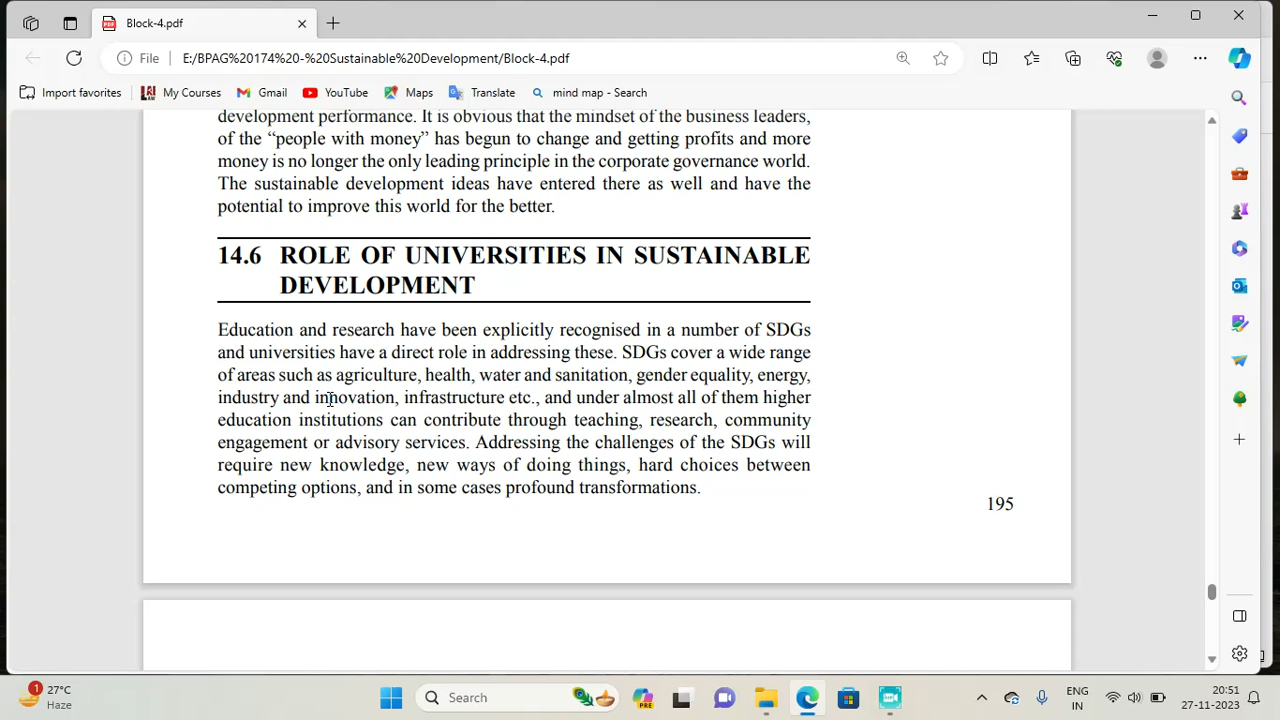 Block-4.pdf
File
E:/BPAG%20174%20-%20Sustainable%20Development/Block-4.pdf
Import favorites
My Courses
Gmail
YouTube
Maps
Translate
mind map - Search
development performance. It is obvious that the mindset of the business leaders,
of the “people with money” has begun to change and getting profits and more
money is no longer the only leading principle in the corporate governance world.
The sustainable development ideas have entered there as well and have the
potential to improve this world for the better.
14.6 ROLE OF UNIVERSITIES IN SUSTAINABLE
DEVELOPMENT
Education and research have been explicitly recognised in a number of SDGs
and universities have a direct role in addressing these. SDGs cover a wide range
of areas such as agriculture, health, water and sanitation, gender equality, energy,
industry and innovation, infrastructure etc., and under almost all of them higher
education institutions can contribute through teaching, research, community
engagement or advisory services. Addressing the challenges of the SDGs will
require new knowledge, new ways of doing things, hard choices between
competing options, and in some cases profound transformations.
195
1
27°C
Haze
Search
PRE
ENG
IN
20:51
27-11-2023